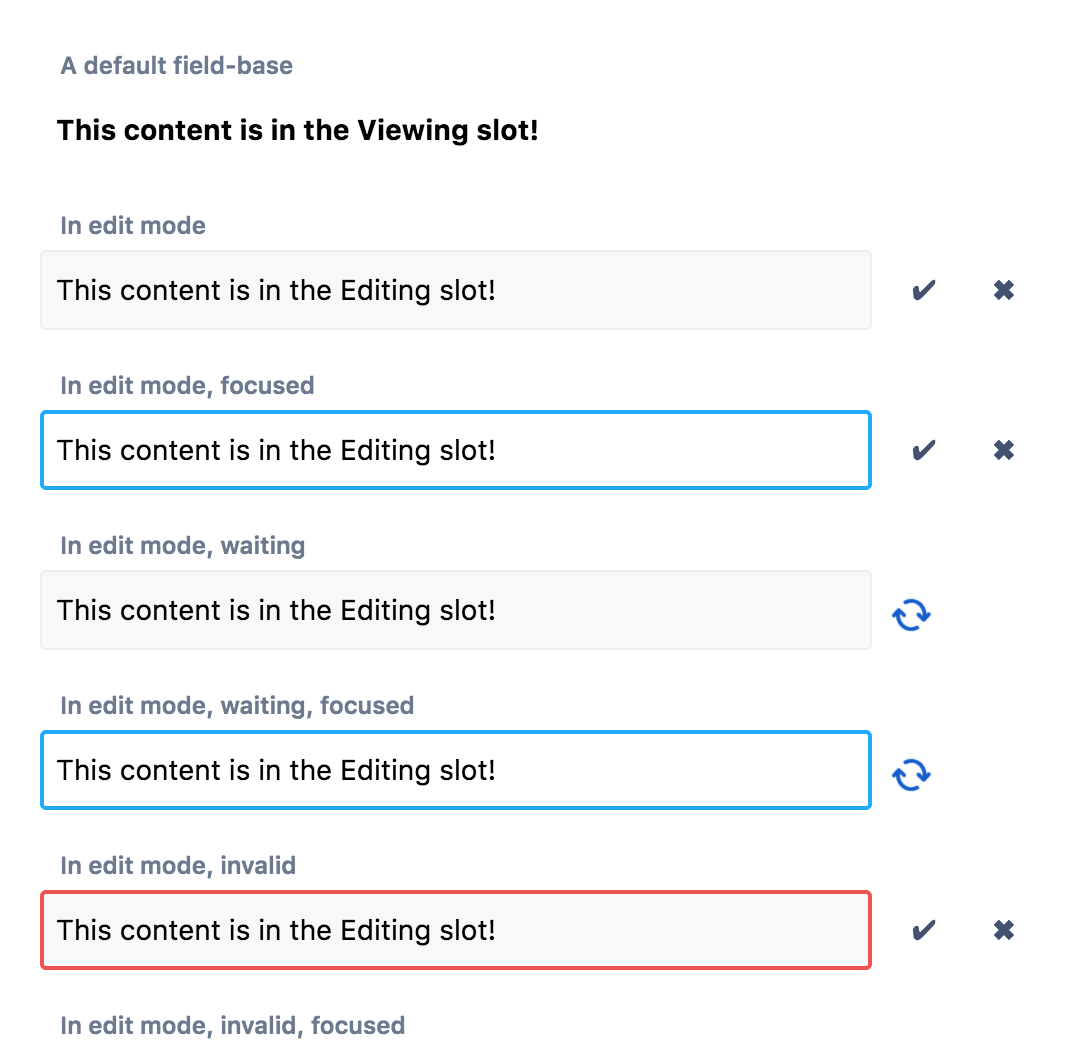 A default field-base
This content is in the Viewing slot!
In edit mode
This content is in the Editing slot!
In edit mode, focused
This content is in the Editing slot!
In edit mode, waiting
This content is in the Editing slot!
In edit mode, waiting, focused
This content is in the Editing slot!
In edit mode, invalid
This content is in the Editing slot!
In edit mode, invalid, focused